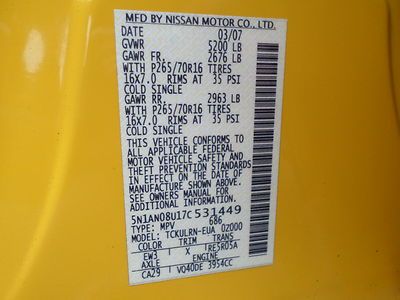 MFD BY NISSAN MOTOR CO., LTD.
DATE 03/07
GVWR 5200 LB
GAWR FR. 2676 LB
WITH P265/70R16 TIRES
16x7.0 RIMS AT 35 PSI
COLD SINGLE
GAWR RR. 2963 LB
WITH P265/70R16 TIRES
16x7.0 RIMS AT 35 PSI
COLD SINGLE
THIS VEHICLE CONFORMS TO
ALL APPLICABLE FEDERAL
MOTOR VEHICLE SAFETY
AND THEFT PREVENTION
STANDARDS IN EFFECT ON THE
DATE OF MANUFACTURE SHOWN
ABOVE.
SEE OWNERS MANUAL FOR
ADDITIONAL INFORMATION.
5N1AN08U17C531449
TYPE: MPV 686
MODEL: TCKULRN-EUA 0Z000
COLOR TRIM TRANS
EW3 X RE5R05A
AXLE ENGINE
CA29 VQ40DE 3954CC